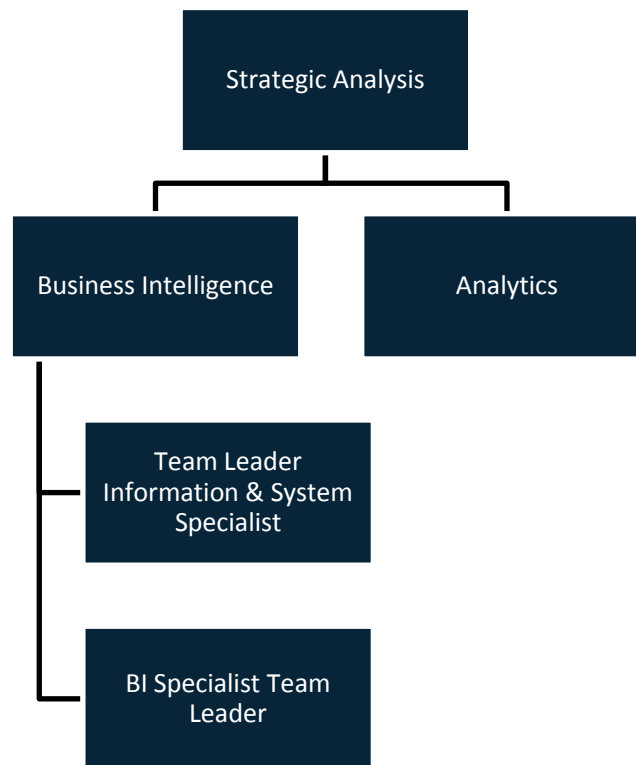 Strategic Analysis
Business Intelligence
Analytics
Team Leader
Information & System
Specialist
BI Specialist Team
Leader